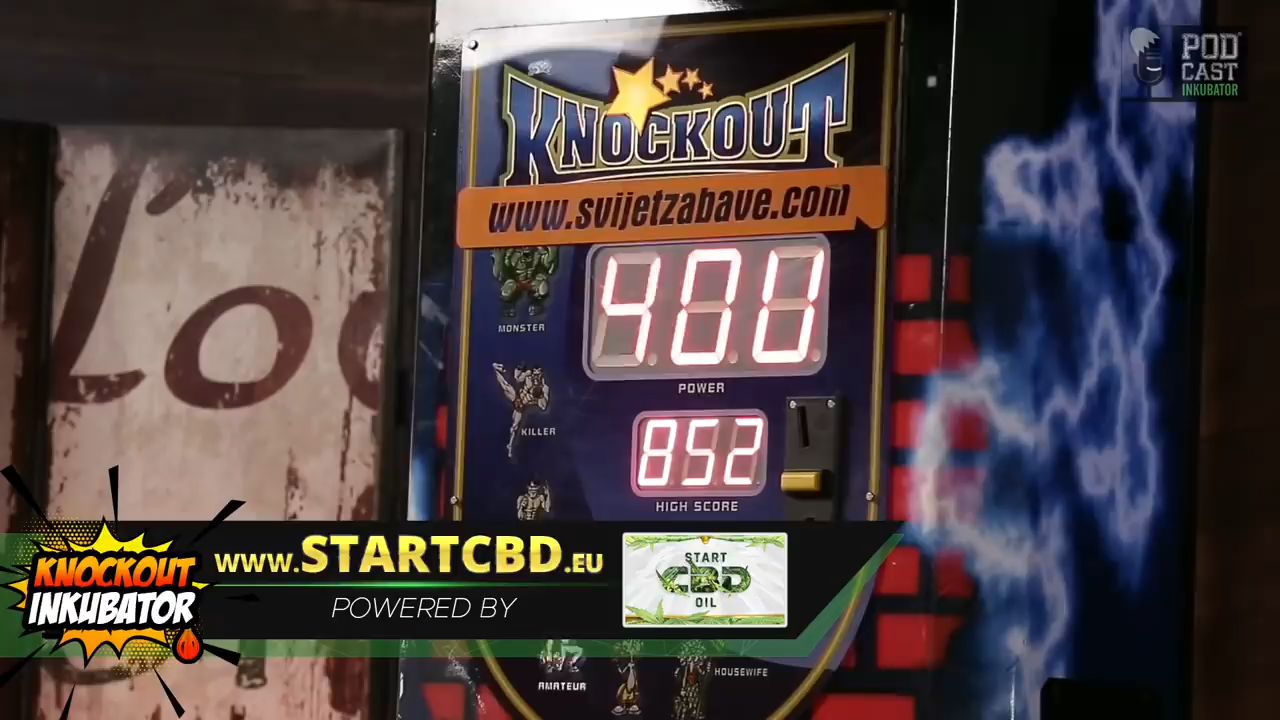 POD
CAST
INKUBATOR
KNOCKOUT
www.svijetzabave.com
MONSTER
400
POWER
KILLER
852
HIGH SCORE
KNOCKOUT
INKUBATOR
www.STARTCBD.EU
POWERED BY
START
CBD
OIL
AMATEUR
HOUSEWIFE